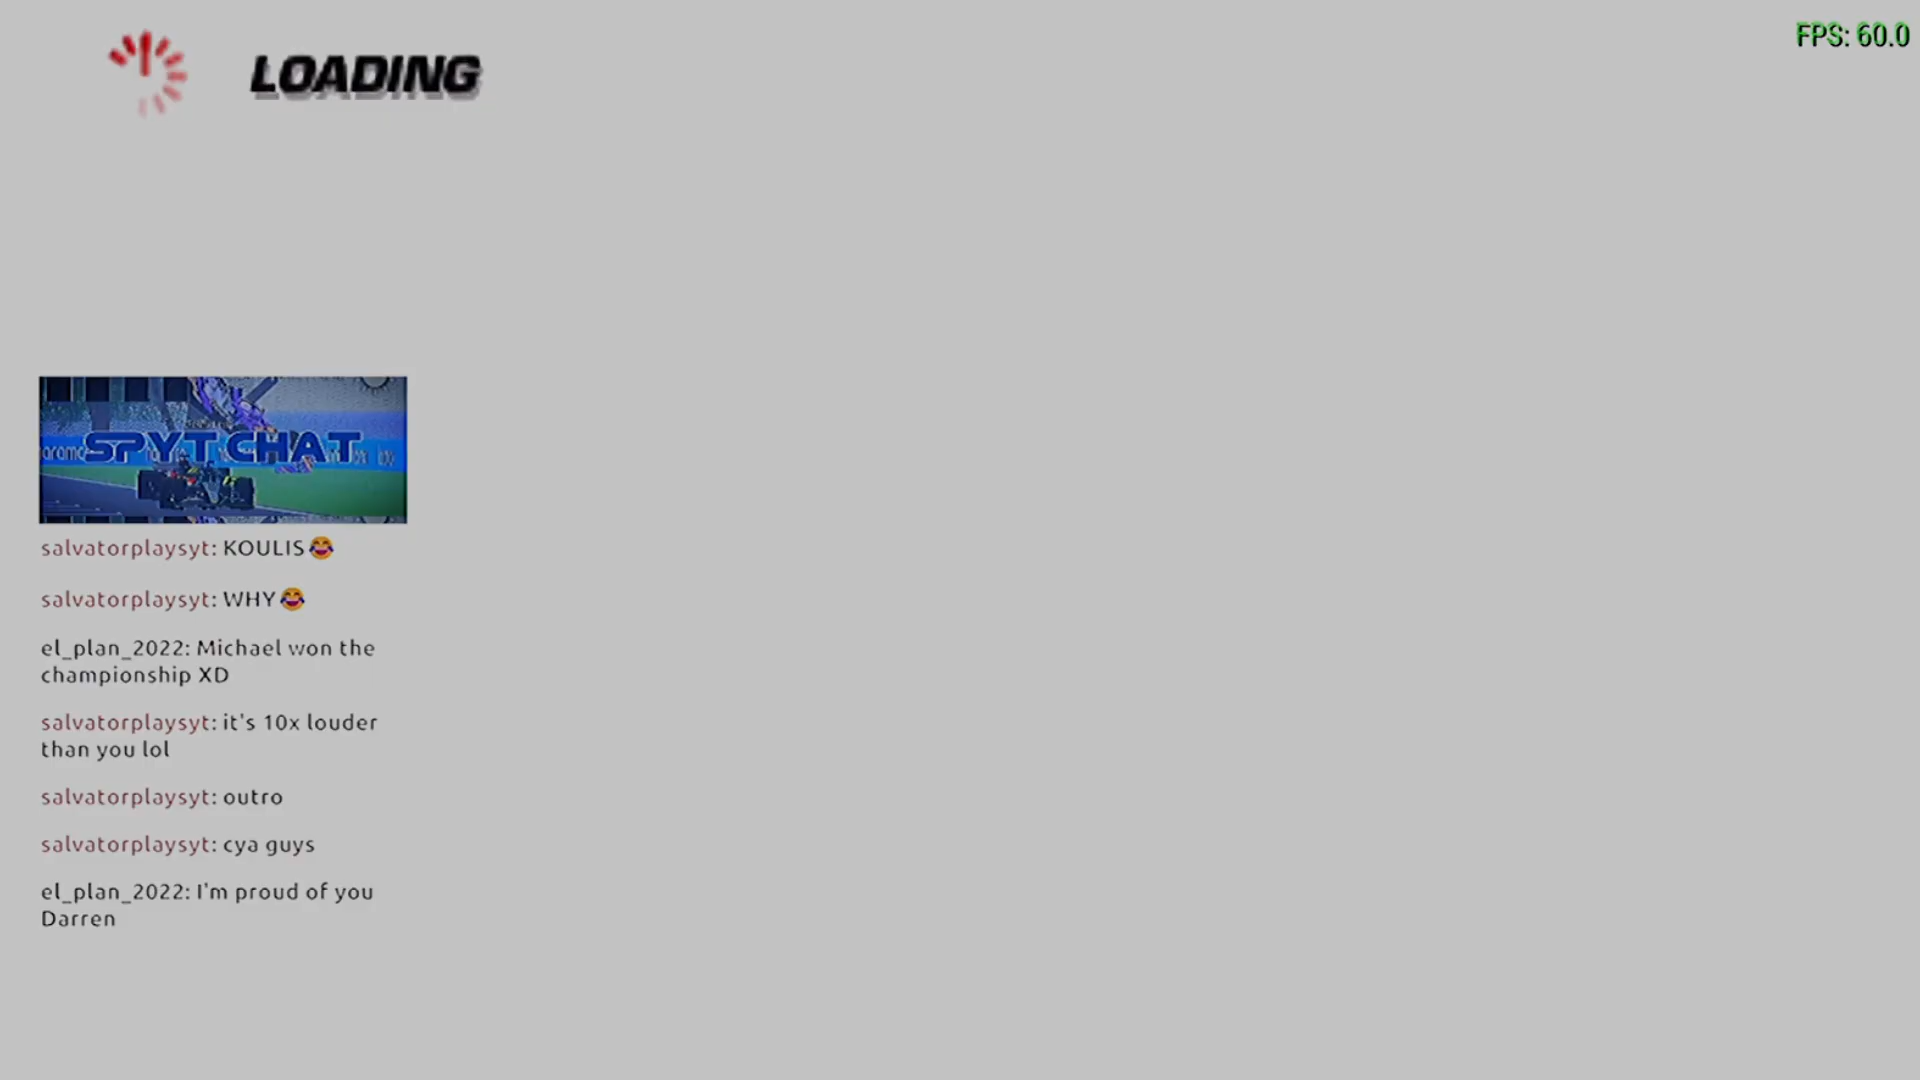 LOADING
FPS: 60.0
SPYT CHAT
salvatorplaysyt: KOULIS😂
salvatorplaysyt: WHY😂
el_plan_2022: Michael won the
championship XD
salvatorplaysyt: it's 10x louder
than you lol
salvatorplaysyt: outro
salvatorplaysyt: cya guys
el_plan_2022: I'm proud of you
Darren